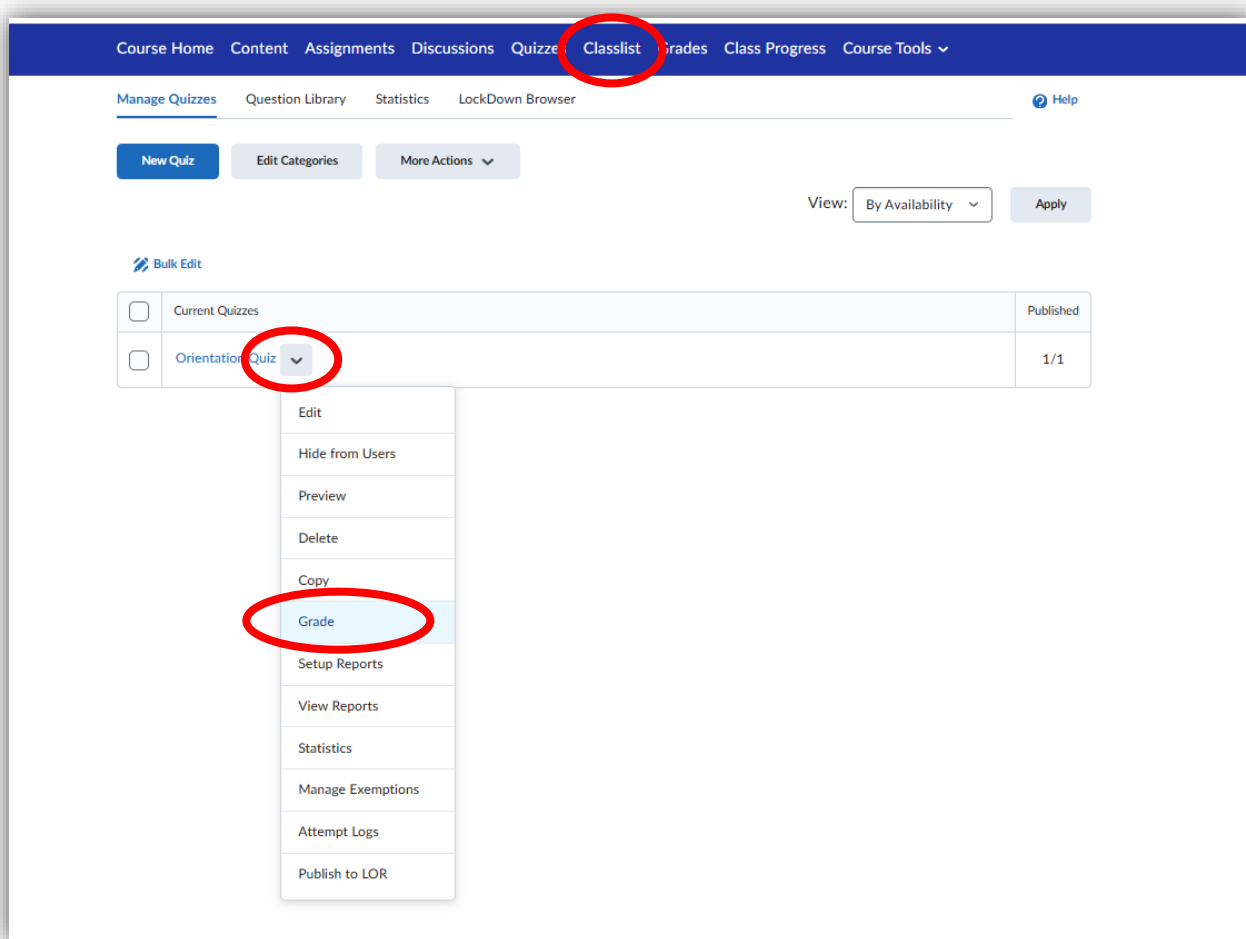 Course Home Content Assignments Discussions Quizzes Classlist Grades Class Progress Course Tools
Manage Quizzes Question Library Statistics LockDown Browser Help
New Quiz Edit Categories More Actions
View: By Availability Apply
Bulk Edit
Current Quizzes Published
Orientation Quiz 1/1
Edit
Hide from Users
Preview
Delete
Copy
Grade
Setup Reports
View Reports
Statistics
Manage Exemptions
Attempt Logs
Publish to LOR